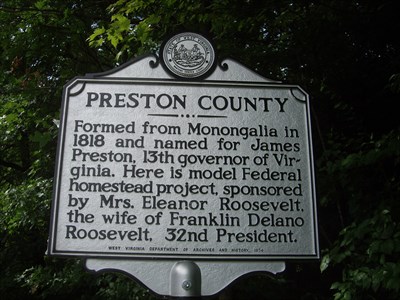 PRESTON COUNTY
Formed from Monongalia in
1818 and named for James
Preston, 13th governor of Vir-
ginia. Here is model Federal
homestead project, sponsored
by Mrs. Eleanor Roosevelt,
the wife of Franklin Delano
Roosevelt, 32nd President.
WEST VIRGINIA DEPARTMENT OF ARCHIVES AND HISTORY,